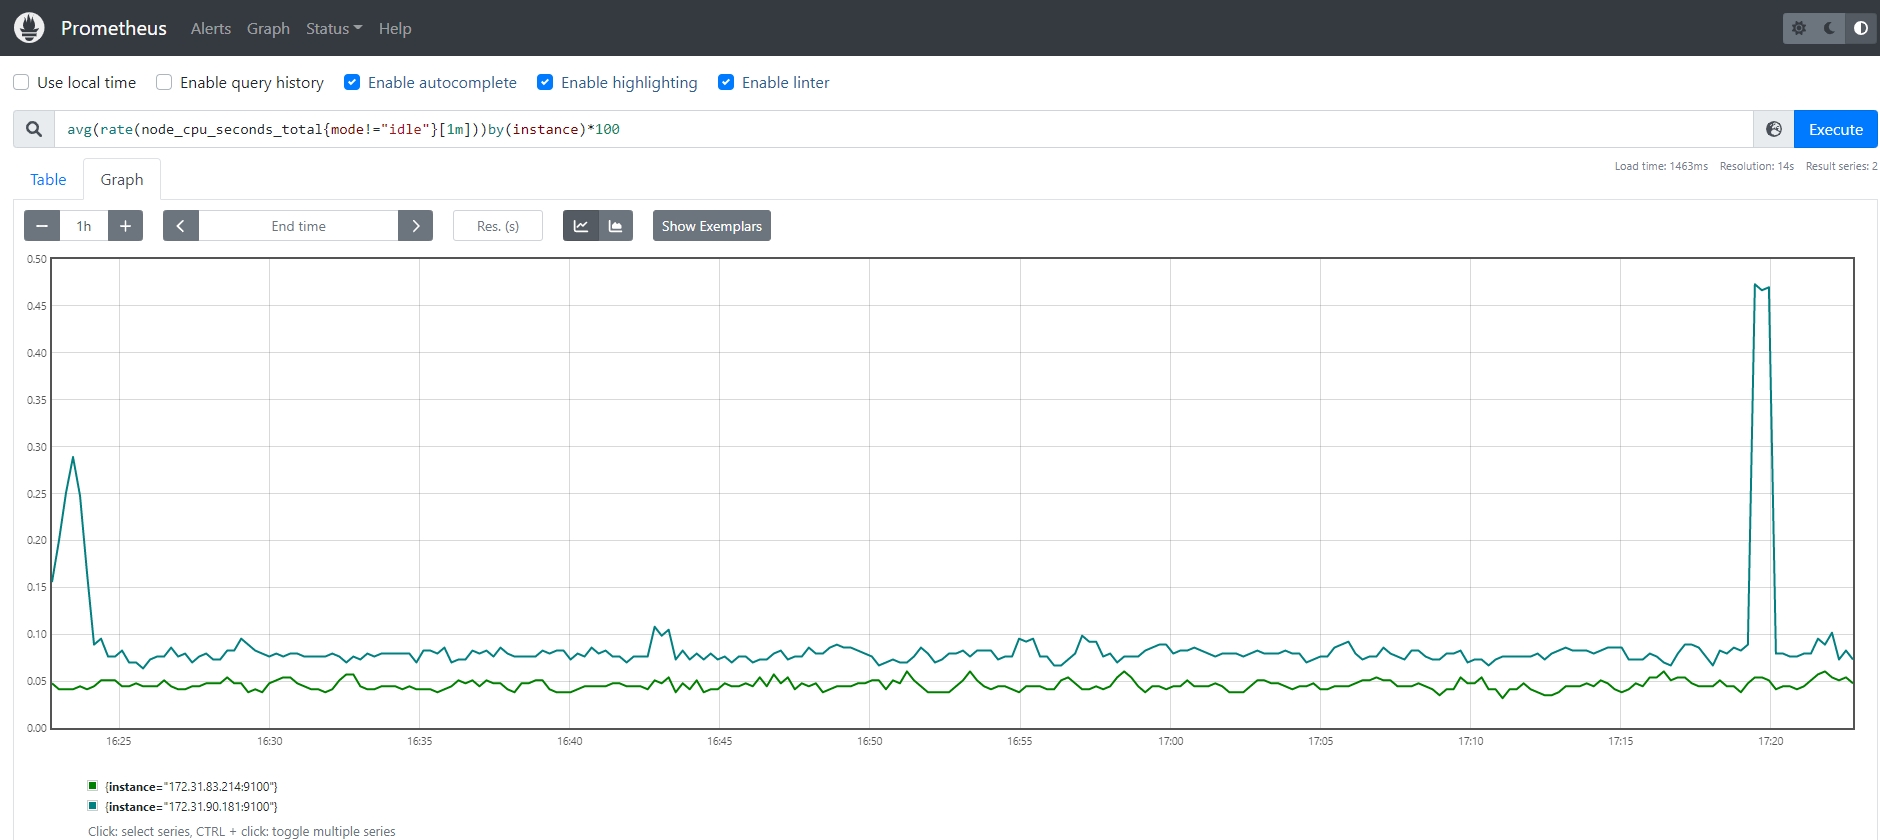 Prometheus Alerts Graph Status Help
Use local time Enable query history Enable autocomplete Enable highlighting Enable linter
avg(rate(node_cpu_seconds_total{mode!="idle"}[1m]))by(instance)*100 Execute
Load time: 1463ms Resolution: 14s Result series: 2
Table Graph
− 1h + End time Res. (s) Show Exemplars
0.50
0.45
0.40
0.35
0.30
0.25
0.20
0.15
0.10
0.05
0.00
16:25 16:30 16:35 16:40 16:45 16:50 16:55 17:00 17:05 17:10 17:15 17:20
{instance="172.31.83.214:9100"}
{instance="172.31.90.181:9100"}
Click: select series, CTRL + click: toggle multiple series